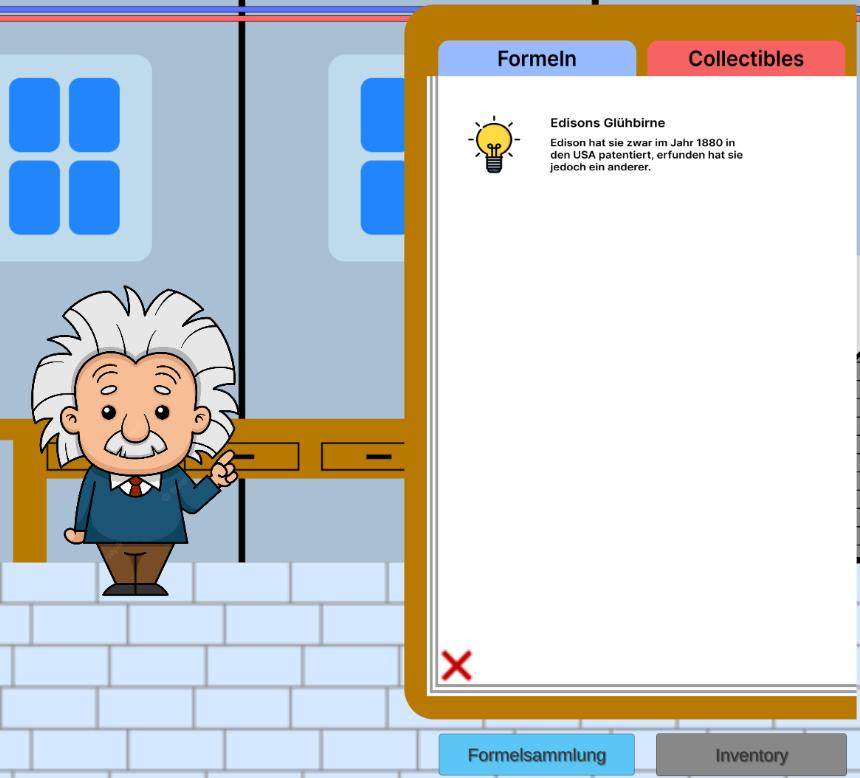 Formeln
Collectibles
Edisons Glühbirne
Edison hat sie zwar im Jahr 1880 in
den USA patentiert, erfunden hat sie
jedoch ein anderer.
Formelsammlung
Inventory